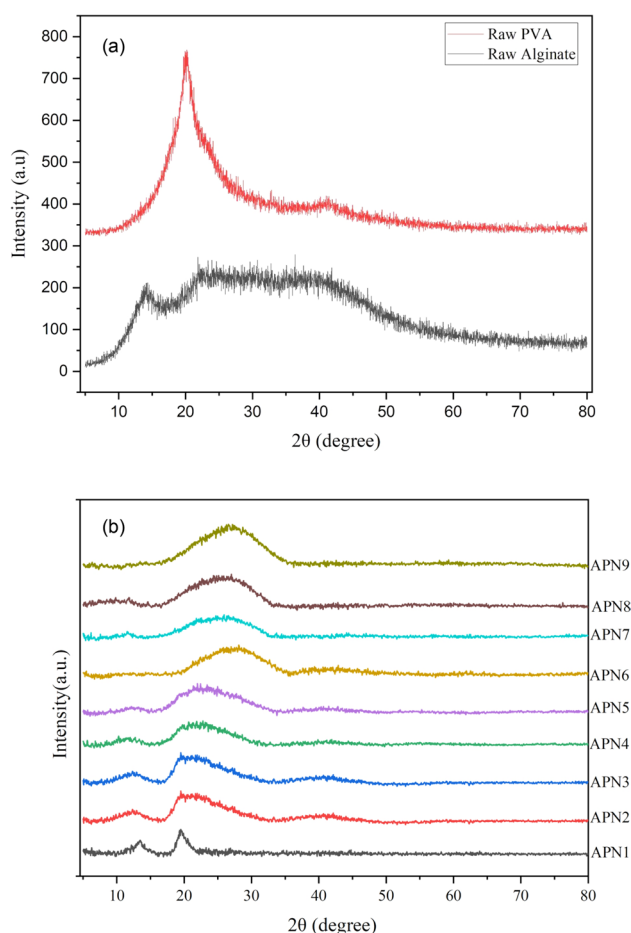 (a)
Raw PVA
Raw Alginate
800
700
600
500
400
300
200
100
0
Intensity (a.u)
10 20 30 40 50 60 70 80
2θ (degree)
(b)
APN9
APN8
APN7
APN6
APN5
APN4
APN3
APN2
APN1
Intensity(a.u.)
10 20 30 40 50 60 70 80
2θ (degree)